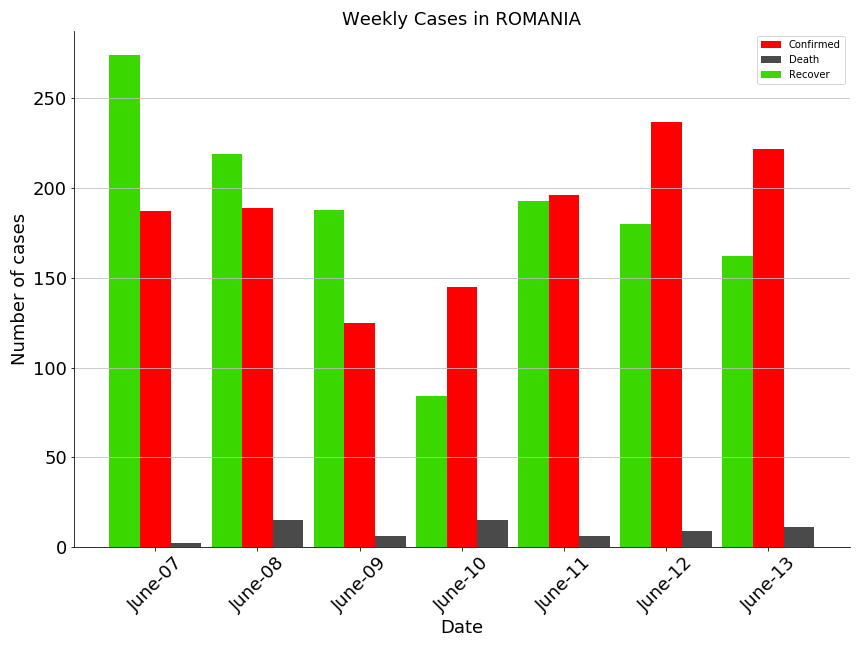 Weekly Cases in ROMANIA
Confirmed
Death
Recover
Number of cases
250
200
150
100
50
0
June-07
June-08
June-09
June-10
June-11
June-12
June-13
Date